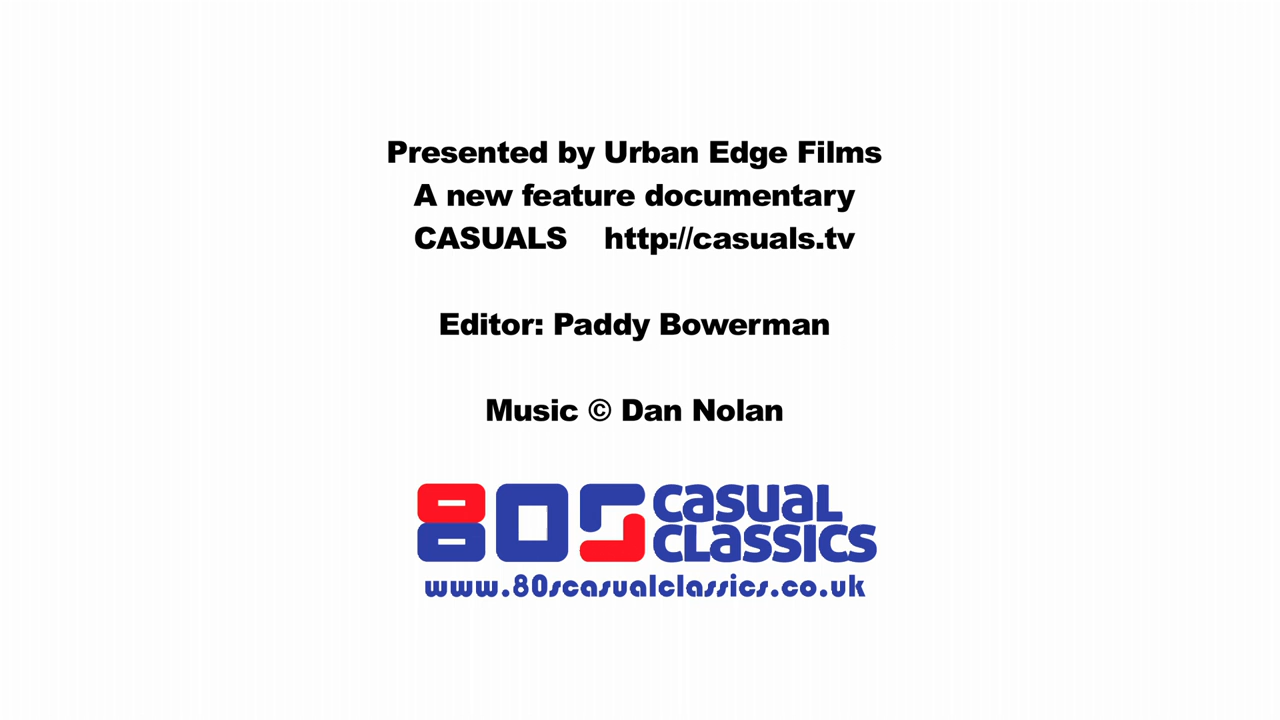 Presented by Urban Edge Films
A new feature documentary
CASUALS http://casuals.tv
Editor: Paddy Bowerman
Music © Dan Nolan
80s CASUAL
CLASSICS
www.80scasualclassics.co.uk